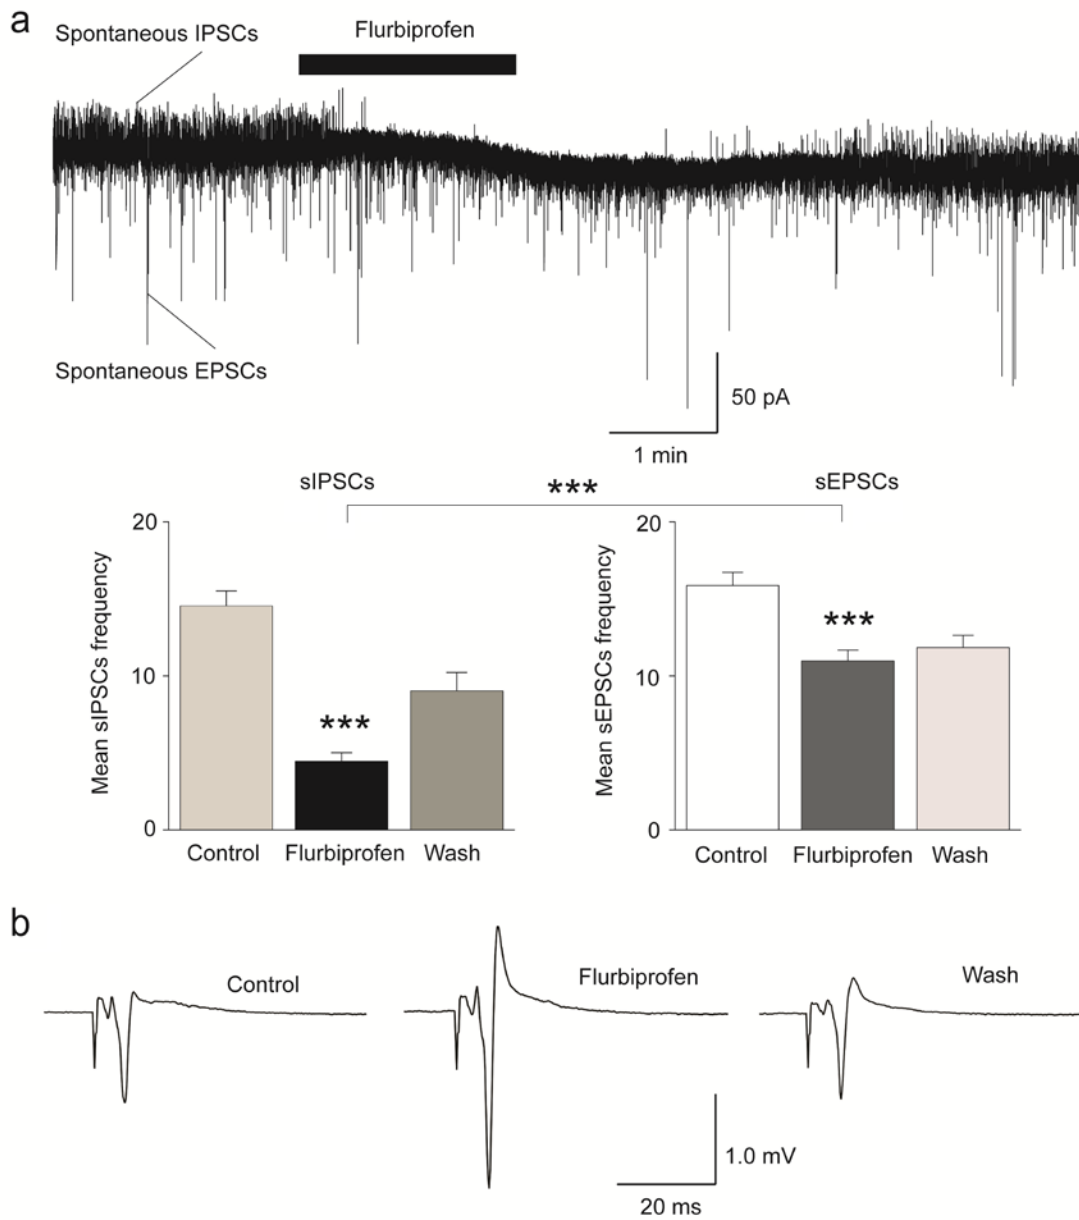 a
Spontaneous IPSCs
Flurbiprofen
Spontaneous EPSCs
50 pA
1 min
sIPSCs
***
sEPSCs
Mean sIPSCs frequency
20
10
0
***
Control
Flurbiprofen
Wash
Mean sEPSCs frequency
20
10
0
***
Control
Flurbiprofen
Wash
b
Control
Flurbiprofen
Wash
1.0 mV
20 ms